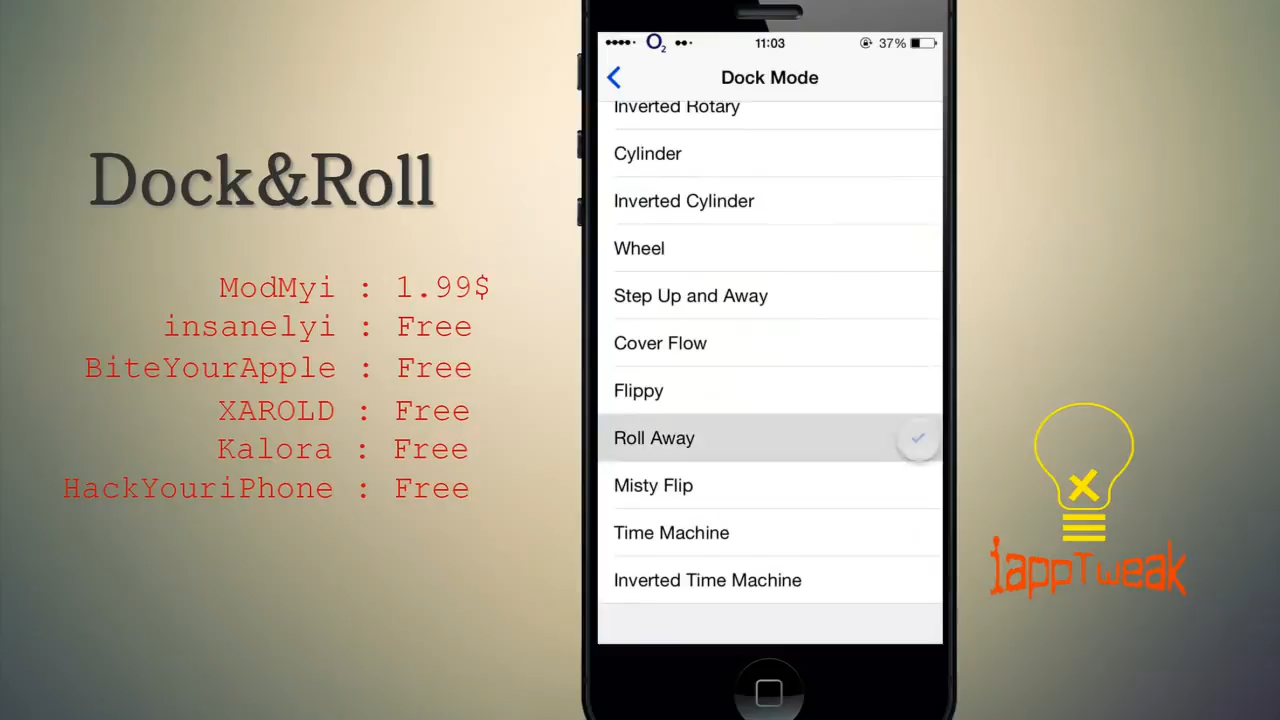 Dock&Roll
ModMyi : 1.99$
insanelyi : Free
BiteYourApple : Free
XAROLD : Free
Kalora : Free
HackYouriPhone : Free
O2 11:03 37%
Dock Mode
Inverted Rotary
Cylinder
Inverted Cylinder
Wheel
Step Up and Away
Cover Flow
Flippy
Roll Away
Misty Flip
Time Machine
Inverted Time Machine
iappTweak